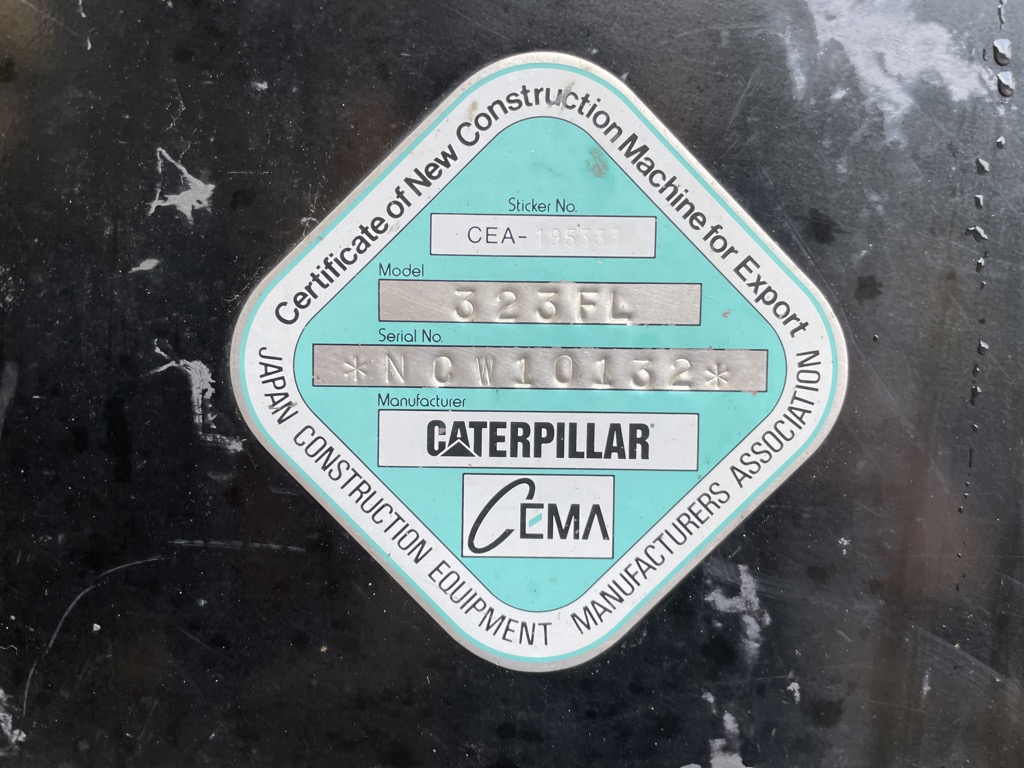 Certificate of New Construction Machine for Export
Sticker No.
CEA-195333
Model
323FL
Serial No.
*NCW10132*
Manufacturer
CATERPILLAR®
CEMA
JAPAN CONSTRUCTION EQUIPMENT MANUFACTURERS ASSOCIATION